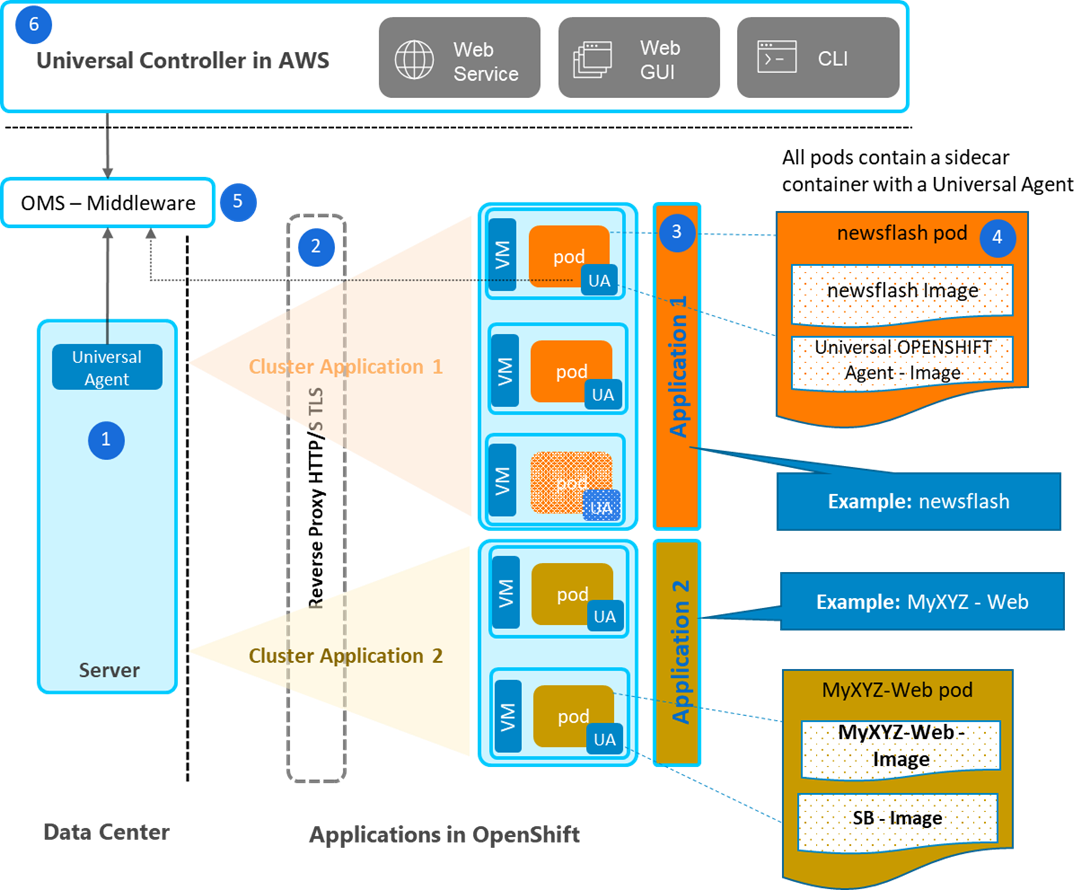 6
Universal Controller in AWS
Web
Service
Web
GUI
CLI
OMS – Middleware
5
All pods contain a sidecar
container with a Universal Agent
2
VM
pod
UA
3
newsflash pod
4
newsflash Image
Universal OPENSHIFT
Agent - Image
Universal
Agent
1
Server
Cluster Application 1
Reverse Proxy HTTP/S TLS
VM
pod
UA
VM
pod
UA
Application 1
Example: newsflash
Cluster Application 2
VM
pod
UA
VM
pod
UA
Application 2
Example: MyXYZ - Web
MyXYZ-Web pod
MyXYZ-Web -
Image
SB - Image
Data Center
Applications in OpenShift